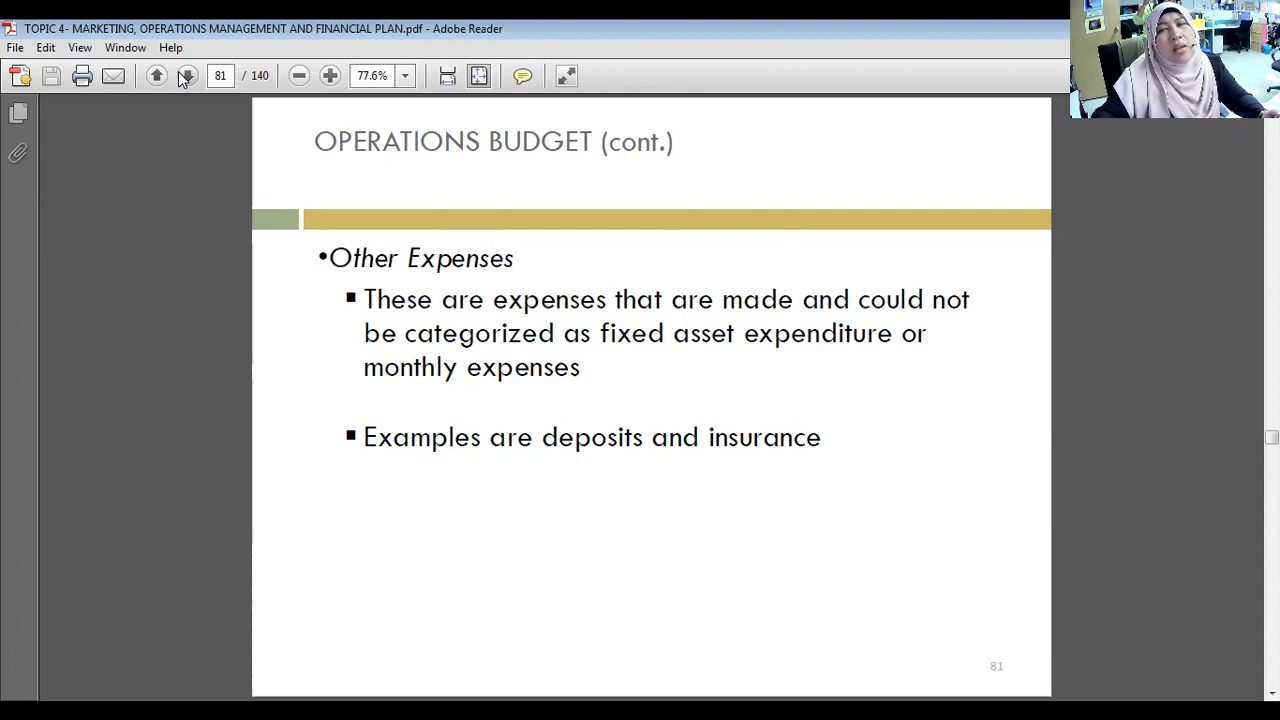 TOPIC 4- MARKETING, OPERATIONS MANAGEMENT AND FINANCIAL PLAN.pdf - Adobe Reader
File Edit View Window Help
81 / 140 77.6%
OPERATIONS BUDGET (cont.)
•Other Expenses
▪ These are expenses that are made and could not
be categorized as fixed asset expenditure or
monthly expenses
▪ Examples are deposits and insurance
81